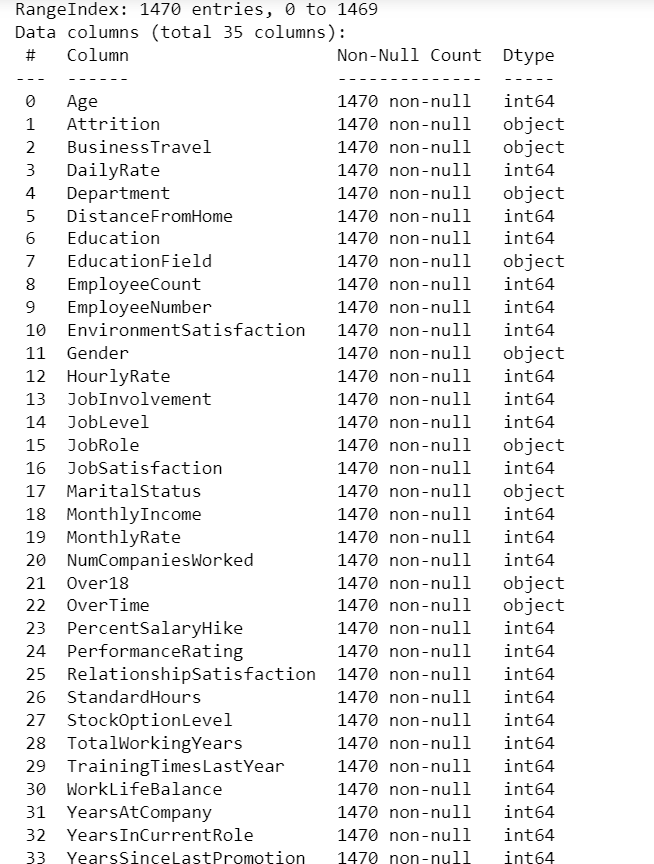 RangeIndex: 1470 entries, 0 to 1469
Data columns (total 35 columns):
 #   Column                    Non-Null Count  Dtype
---  ------                    --------------  -----
 0   Age                       1470 non-null   int64
 1   Attrition                 1470 non-null   object
 2   BusinessTravel            1470 non-null   object
 3   DailyRate                 1470 non-null   int64
 4   Department                1470 non-null   object
 5   DistanceFromHome          1470 non-null   int64
 6   Education                 1470 non-null   int64
 7   EducationField            1470 non-null   object
 8   EmployeeCount             1470 non-null   int64
 9   EmployeeNumber            1470 non-null   int64
 10  EnvironmentSatisfaction   1470 non-null   int64
 11  Gender                    1470 non-null   object
 12  HourlyRate                1470 non-null   int64
 13  JobInvolvement            1470 non-null   int64
 14  JobLevel                  1470 non-null   int64
 15  JobRole                   1470 non-null   object
 16  JobSatisfaction           1470 non-null   int64
 17  MaritalStatus             1470 non-null   object
 18  MonthlyIncome             1470 non-null   int64
 19  MonthlyRate               1470 non-null   int64
 20  NumCompaniesWorked        1470 non-null   int64
 21  Over18                    1470 non-null   object
 22  OverTime                  1470 non-null   object
 23  PercentSalaryHike         1470 non-null   int64
 24  PerformanceRating         1470 non-null   int64
 25  RelationshipSatisfaction  1470 non-null   int64
 26  StandardHours             1470 non-null   int64
 27  StockOptionLevel          1470 non-null   int64
 28  TotalWorkingYears         1470 non-null   int64
 29  TrainingTimesLastYear     1470 non-null   int64
 30  WorkLifeBalance           1470 non-null   int64
 31  YearsAtCompany            1470 non-null   int64
 32  YearsInCurrentRole        1470 non-null   int64
 33  YearsSinceLastPromotion   1470 non-null   int64